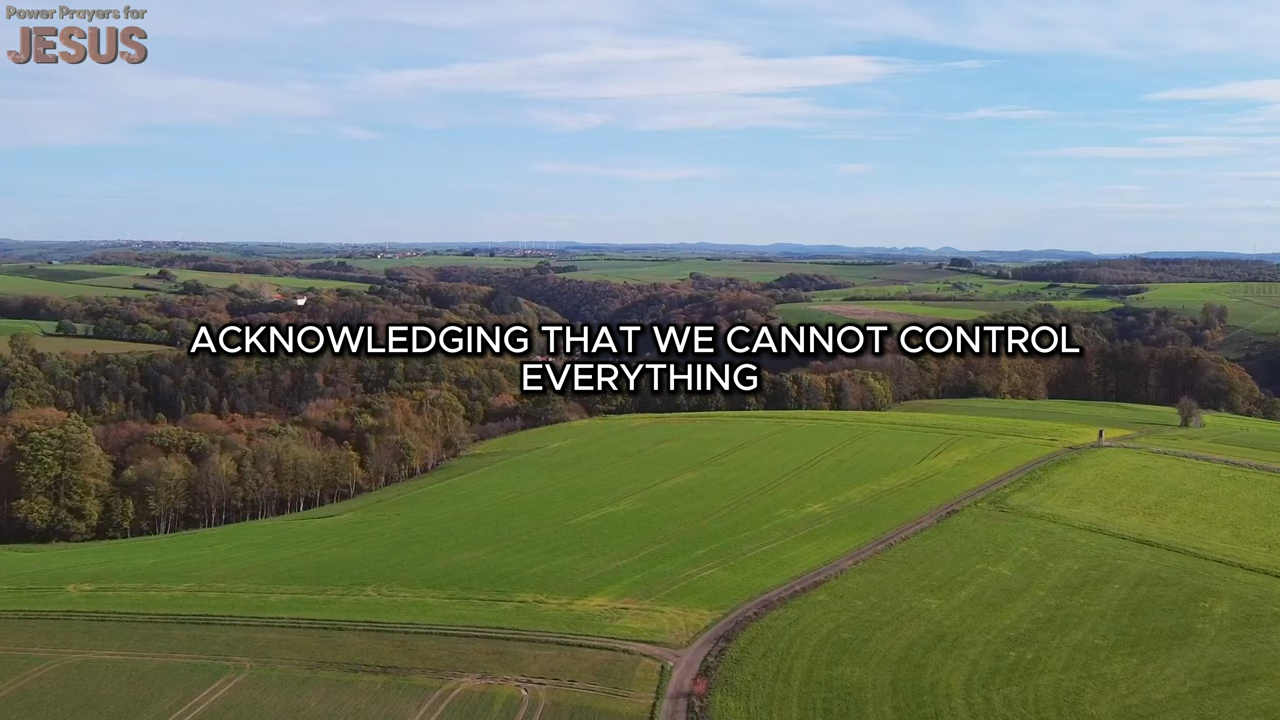 Power Prayers for
JESUS
ACKNOWLEDGING THAT WE CANNOT CONTROL
EVERYTHING